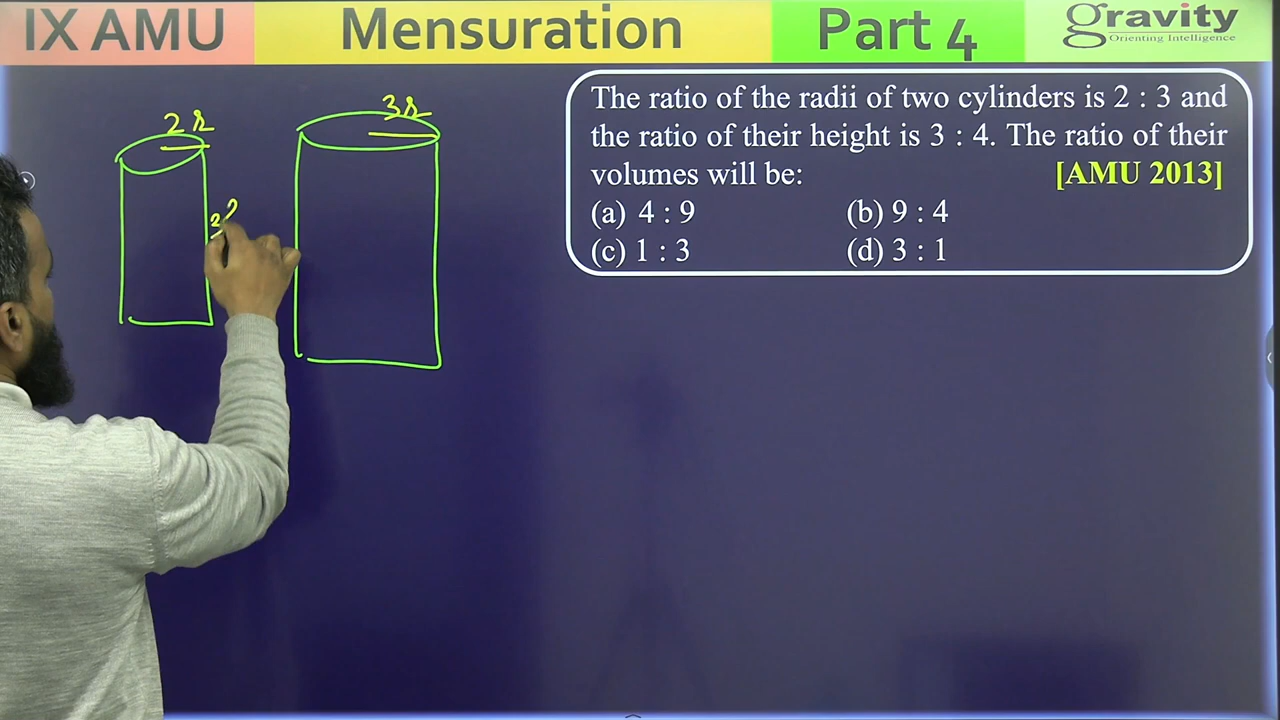 IX AMU
Mensuration
Part 4
gravity
Orienting Intelligence
The ratio of the radii of two cylinders is 2 : 3 and
the ratio of their height is 3 : 4. The ratio of their
volumes will be:
[AMU 2013]
(a) 4 : 9
(b) 9 : 4
(c) 1 : 3
(d) 3 : 1
2r
3r